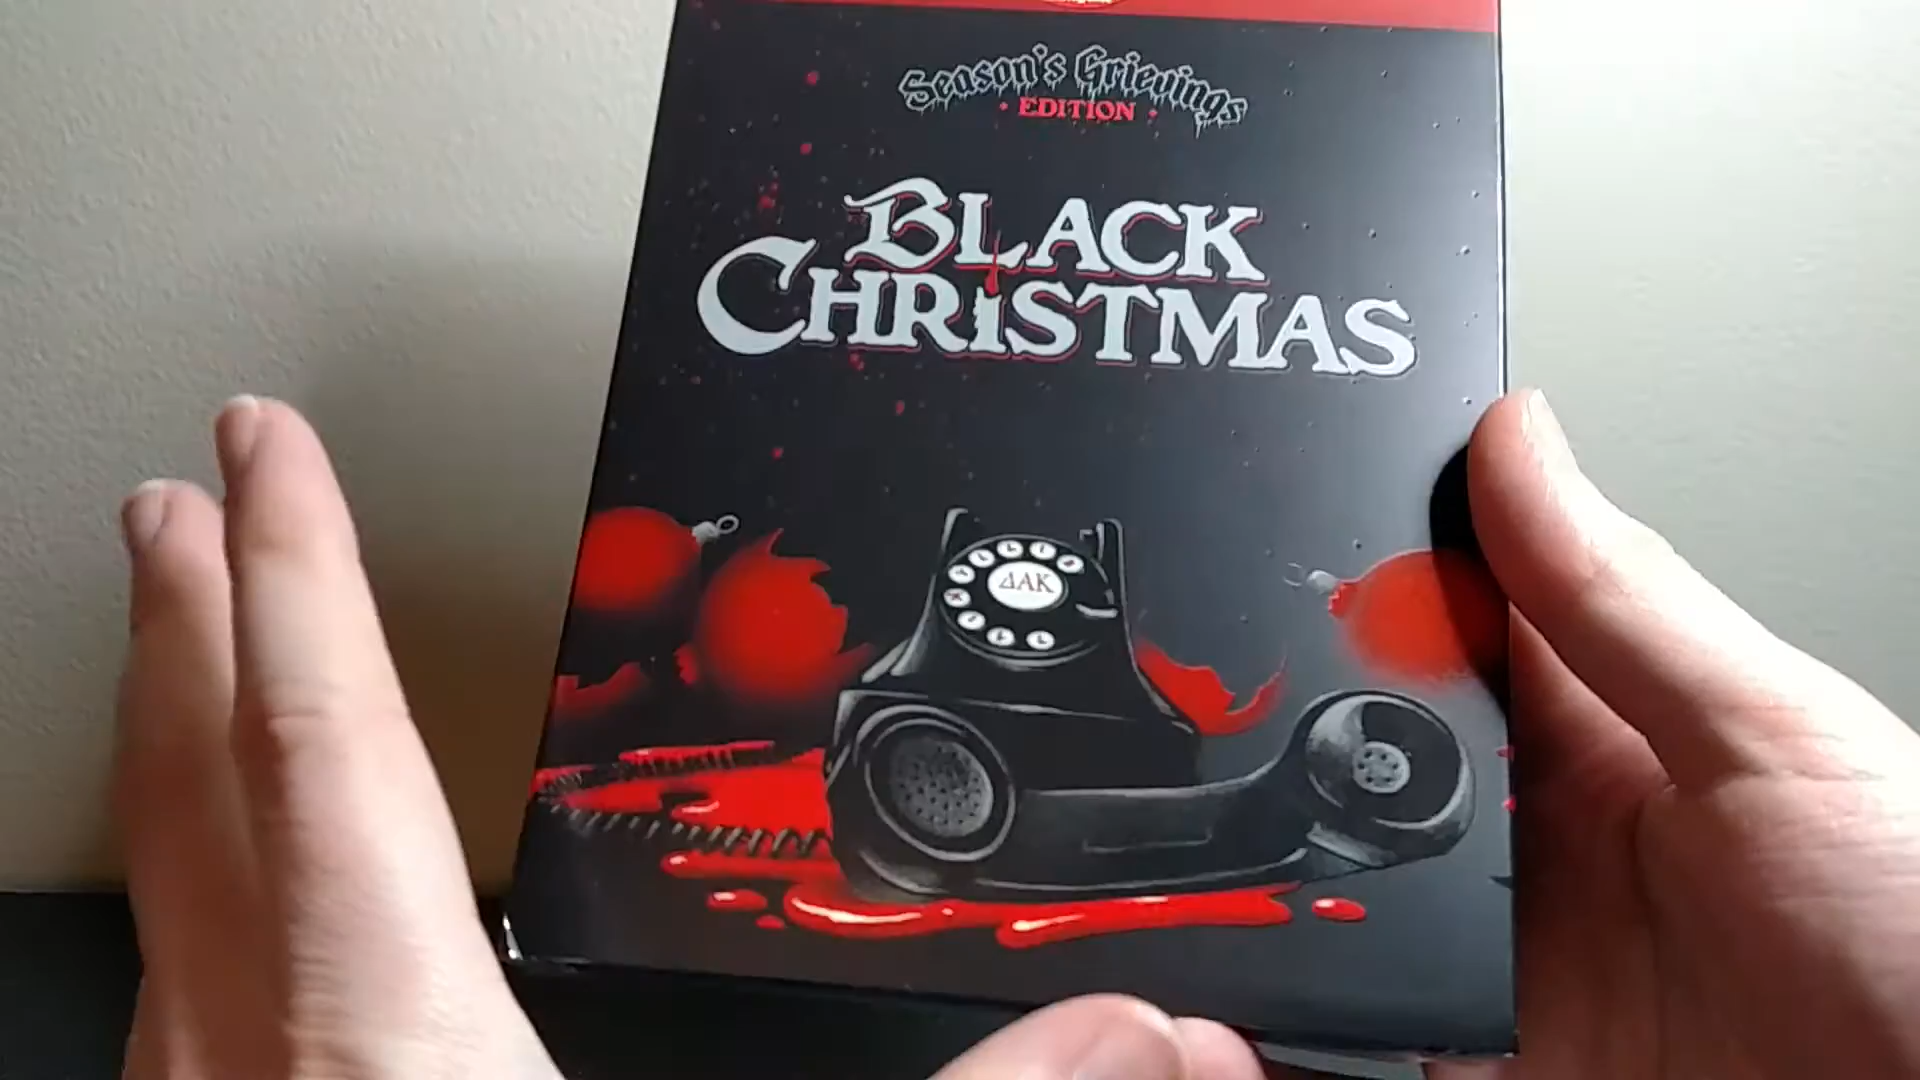 Season's Grievings
• EDITION •
BLACK
CHRISTMAS
ΔΑΚ